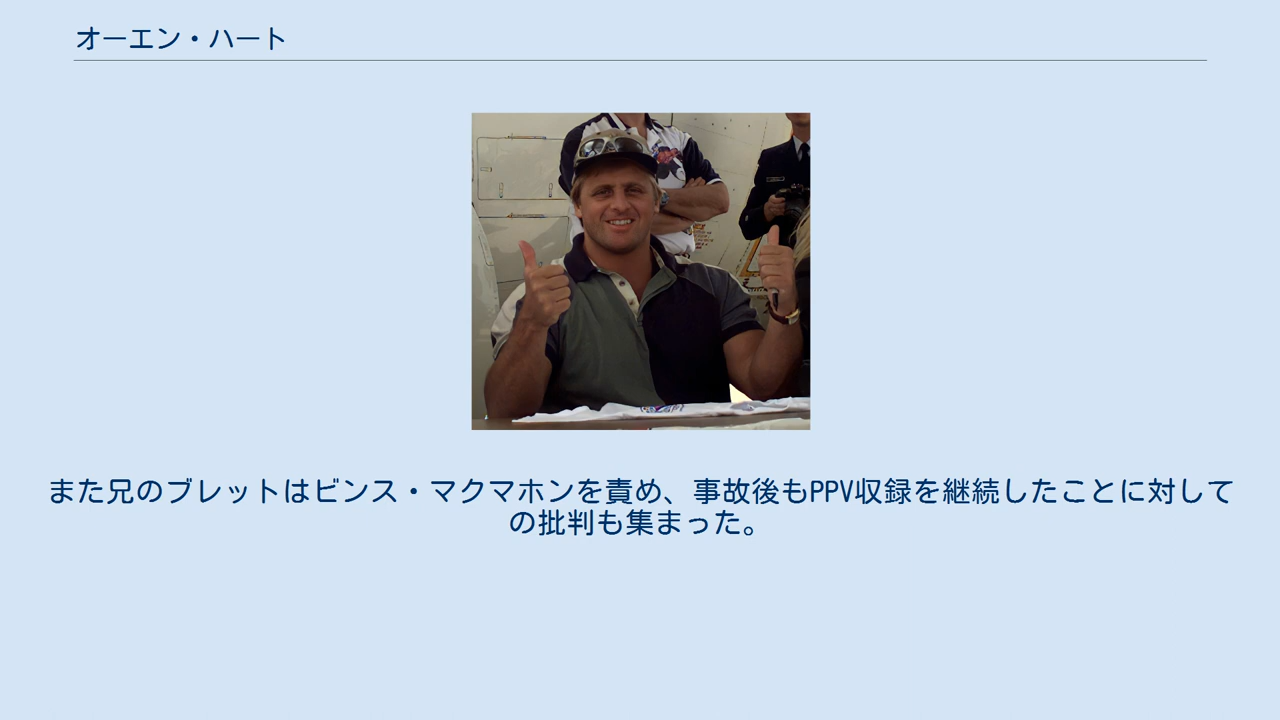 オーエン・ハート
また兄のブレットはビンス・マクマホンを責め、事故後もPPV収録を継続したことに対して
の批判も集まった。